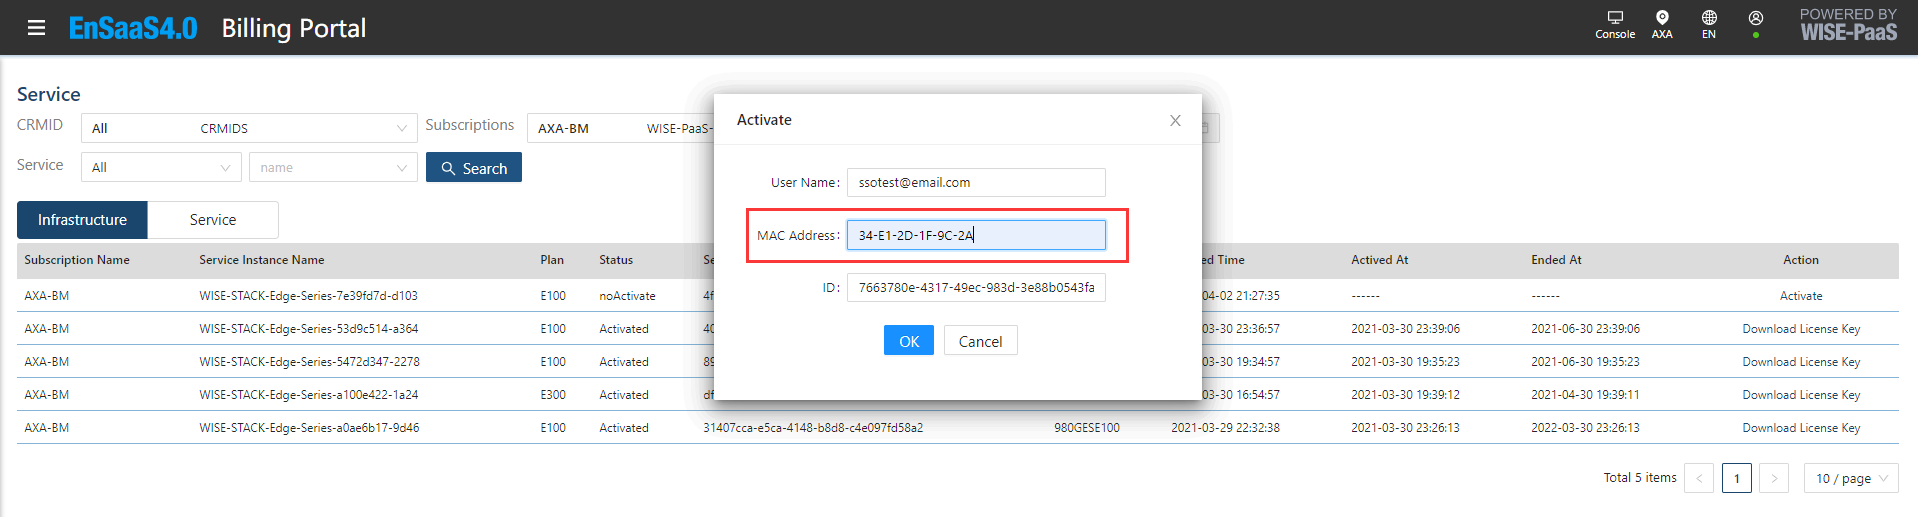 EnSaaS4.0 Billing Portal
Console AXA EN
POWERED BY
WISE-PaaS
Service
CRMID All CRMIDS Subscriptions AXA-BM WISE-PaaS-
Service All name Search
Infrastructure Service
Activate
User Name: ssotest@email.com
MAC Address: 34-E1-2D-1F-9C-2A
ID: 7663780e-4317-49ec-983d-3e88b0543fa
OK Cancel
Subscription Name Service Instance Name Plan Status Se ed Time Actived At Ended At Action
AXA-BM WISE-STACK-Edge-Series-7e39fd7d-d103 E100 noActivate 4f 04-02 21:27:35 ------ ------ Activate
AXA-BM WISE-STACK-Edge-Series-53d9c514-a364 E100 Activated 40 03-30 23:36:57 2021-03-30 23:39:06 2021-06-30 23:39:06 Download License Key
AXA-BM WISE-STACK-Edge-Series-5472d347-2278 E100 Activated 89 03-30 19:34:57 2021-03-30 19:35:23 2021-06-30 19:35:23 Download License Key
AXA-BM WISE-STACK-Edge-Series-a100e422-1a24 E300 Activated df 03-30 16:54:57 2021-03-30 19:39:12 2021-04-30 19:39:11 Download License Key
AXA-BM WISE-STACK-Edge-Series-a0ae6b17-9d46 E100 Activated 31407cca-e5ca-4148-b8d8-c4e097fd58a2 980GESE100 2021-03-29 22:32:38 2021-03-30 23:26:13 2022-03-30 23:26:13 Download License Key
Total 5 items < 1 > 10 / page